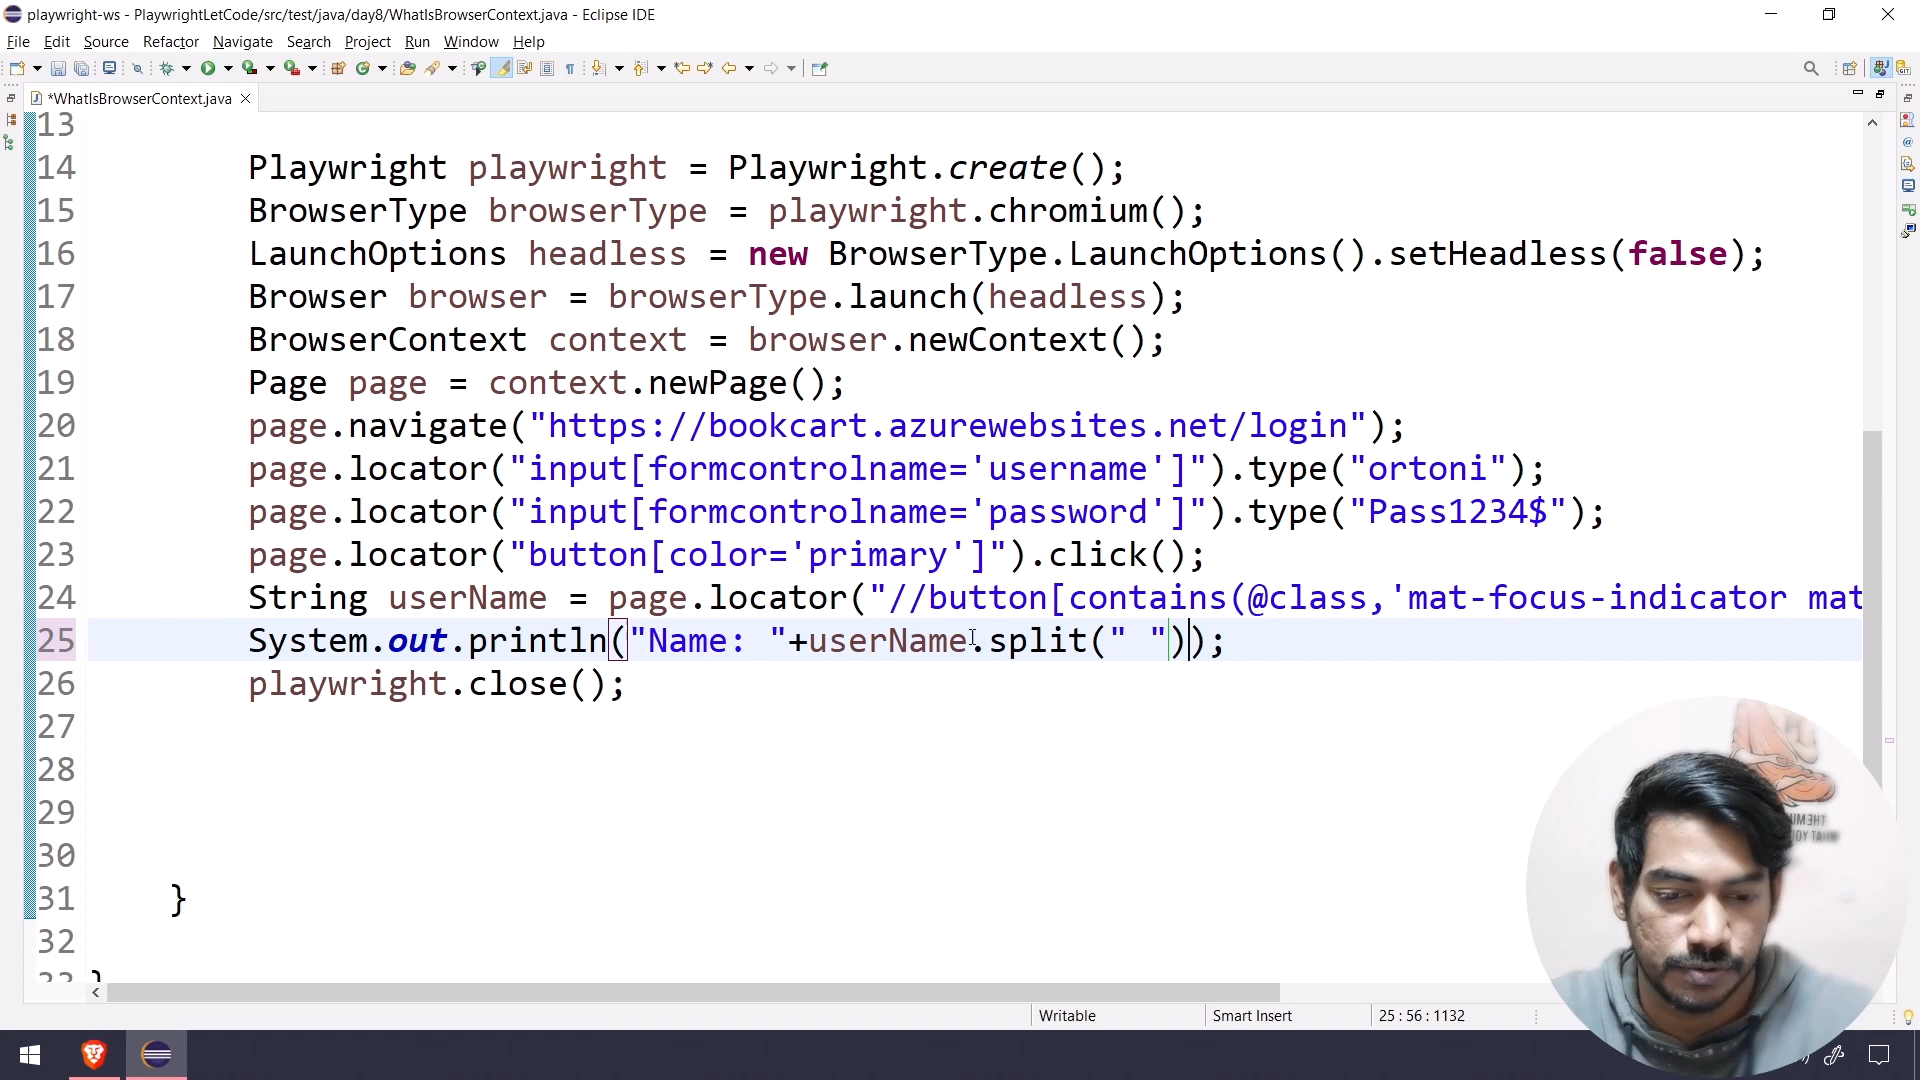 playwright-ws - PlaywrightLetCode/src/test/java/day8/WhatIsBrowserContext.java - Eclipse IDE
File Edit Source Refactor Navigate Search Project Run Window Help
*WhatIsBrowserContext.java
13
14 Playwright playwright = Playwright.create();
15 BrowserType browserType = playwright.chromium();
16 LaunchOptions headless = new BrowserType.LaunchOptions().setHeadless(false);
17 Browser browser = browserType.launch(headless);
18 BrowserContext context = browser.newContext();
19 Page page = context.newPage();
20 page.navigate("https://bookcart.azurewebsites.net/login");
21 page.locator("input[formcontrolname='username']").type("ortoni");
22 page.locator("input[formcontrolname='password']").type("Pass1234$");
23 page.locator("button[color='primary']").click();
24 String userName = page.locator("//button[contains(@class,'mat-focus-indicator mat
25 System.out.println("Name: "+userName.split(" "));
26 playwright.close();
27
28
29
30
31 }
32
33 }
Writable Smart Insert 25 : 56 : 1132